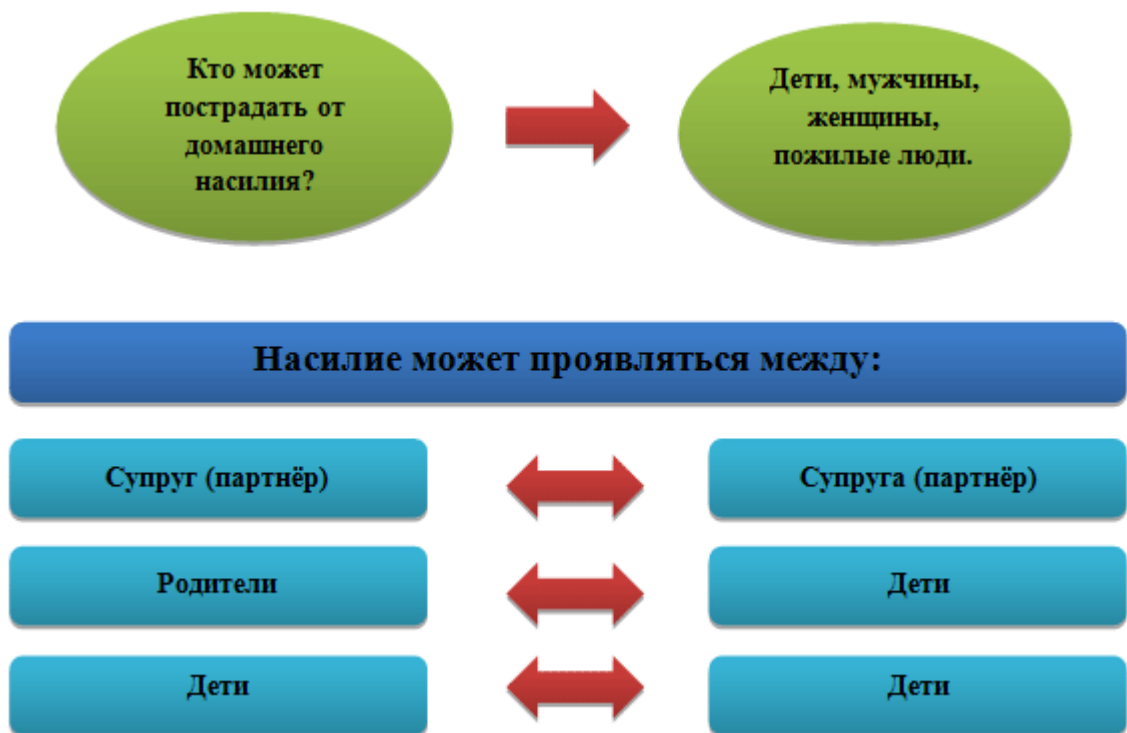 Кто может
пострадать от
домашнего
насилия?
Дети, мужчины,
женщины,
пожилые люди.
Насилие может проявляться между:
Супруг (партнёр)
Супруга (партнёр)
Родители
Дети
Дети
Дети